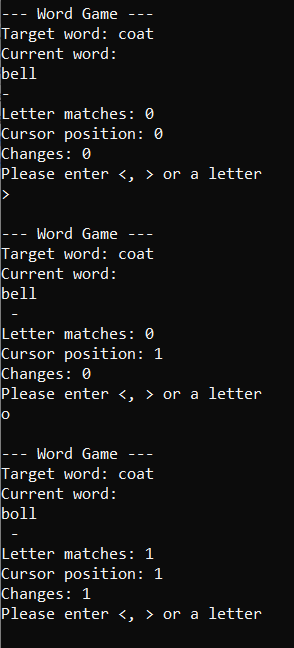 --- Word Game ---
Target word: coat
Current word:
bell
-
Letter matches: 0
Cursor position: 0
Changes: 0
Please enter <, > or a letter
>

--- Word Game ---
Target word: coat
Current word:
bell
 -
Letter matches: 0
Cursor position: 1
Changes: 0
Please enter <, > or a letter
o

--- Word Game ---
Target word: coat
Current word:
boll
 -
Letter matches: 1
Cursor position: 1
Changes: 1
Please enter <, > or a letter